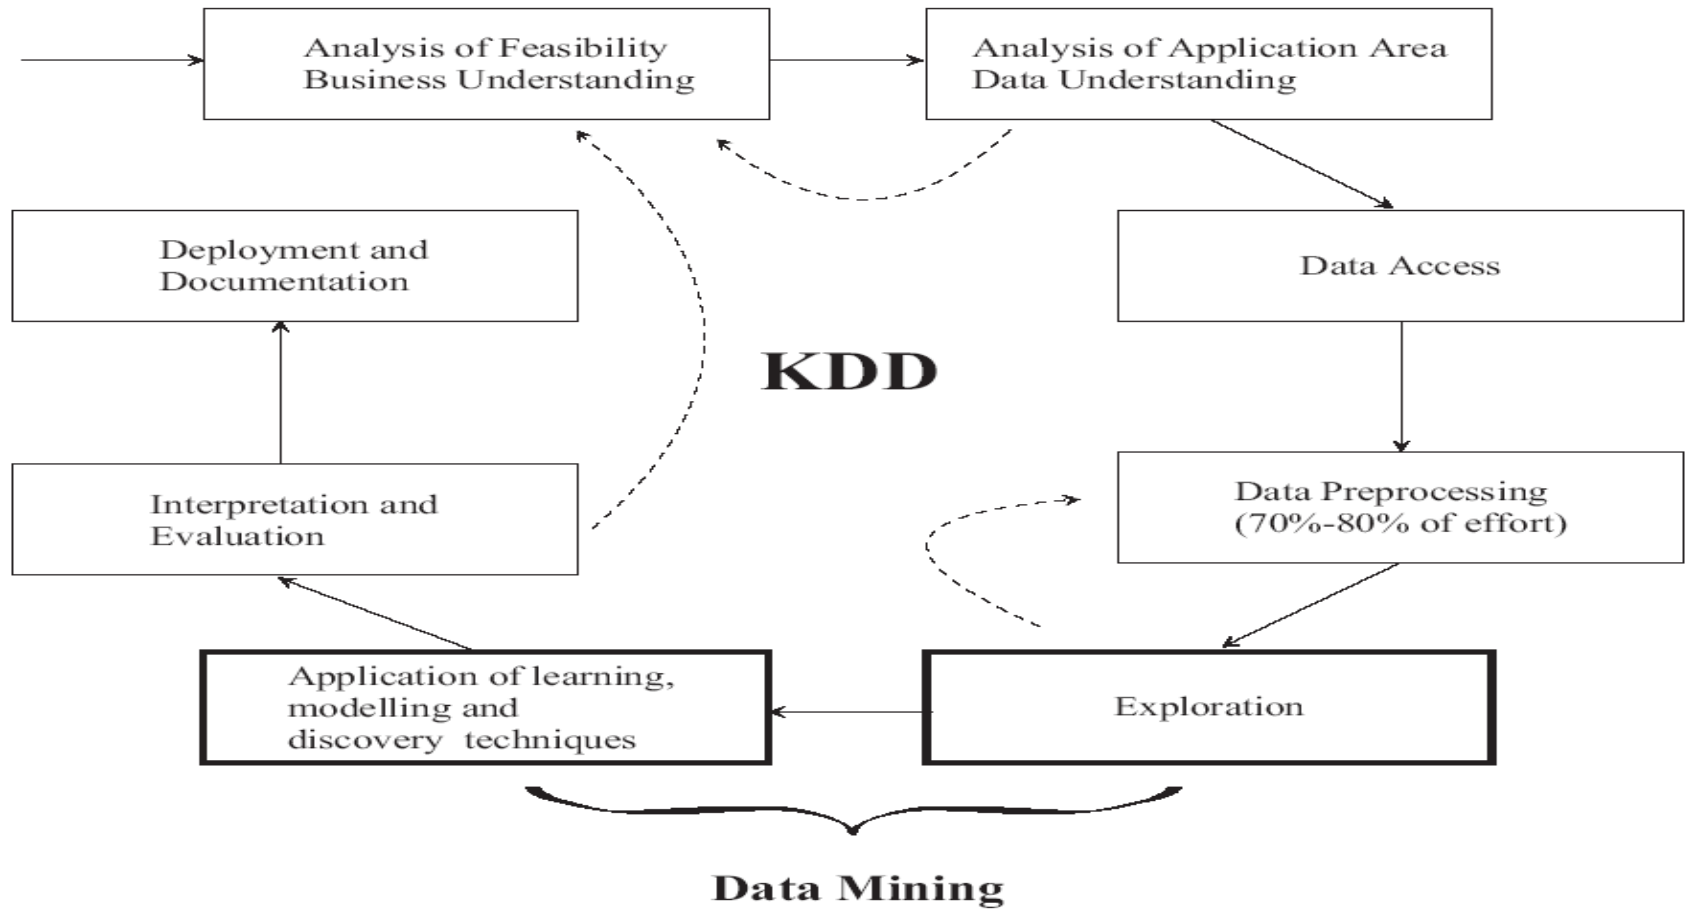 Analysis of Feasibility
Business Understanding
Analysis of Application Area
Data Understanding
Deployment and
Documentation
Data Access
KDD
Interpretation and
Evaluation
Data Preprocessing
(70%-80% of effort)
Application of learning,
modelling and
discovery techniques
Exploration
Data Mining